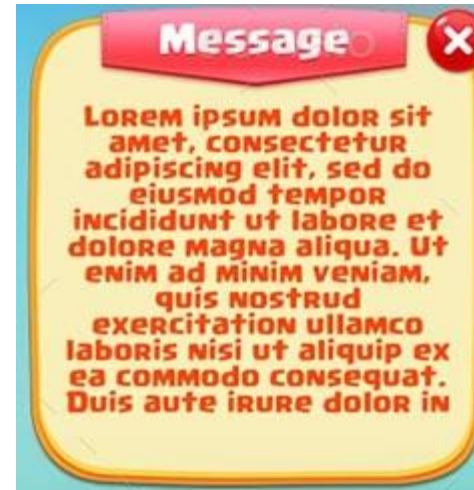 Message
Lorem ipsum dolor sit
amet, consectetur
adipiscing elit, sed do
eiusmod tempor
incididunt ut labore et
dolore magna aliqua. Ut
enim ad minim veniam,
quis nostrud
exercitation ullamco
laboris nisi ut aliquip ex
ea commodo consequat.
Duis aute irure dolor in